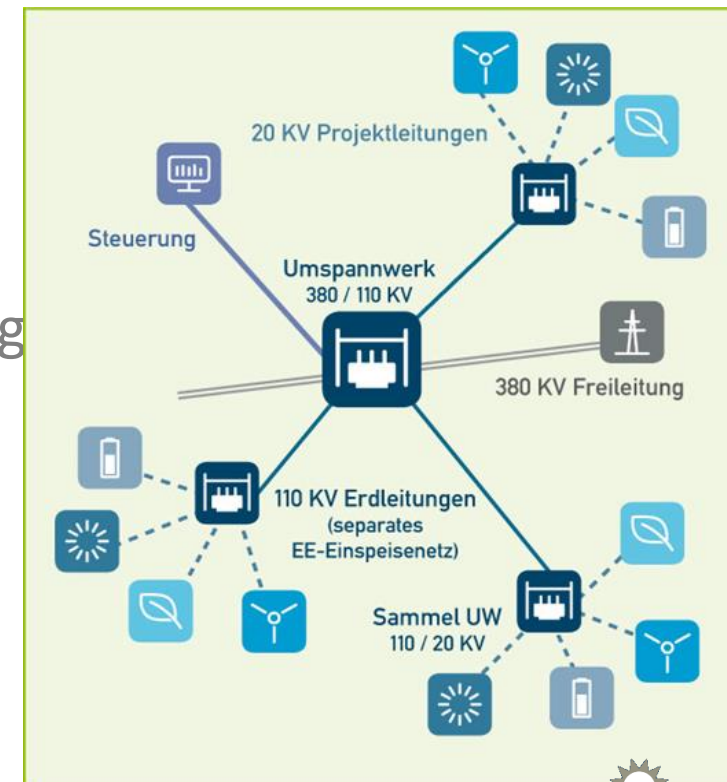 20 KV Projektleitungen
Steuerung
Umspannwerk
380 / 110 KV
g
380 KV Freileitung
110 KV Erdleitungen
(separates
EE-Einspeisenetz)
Sammel UW
110 / 20 KV